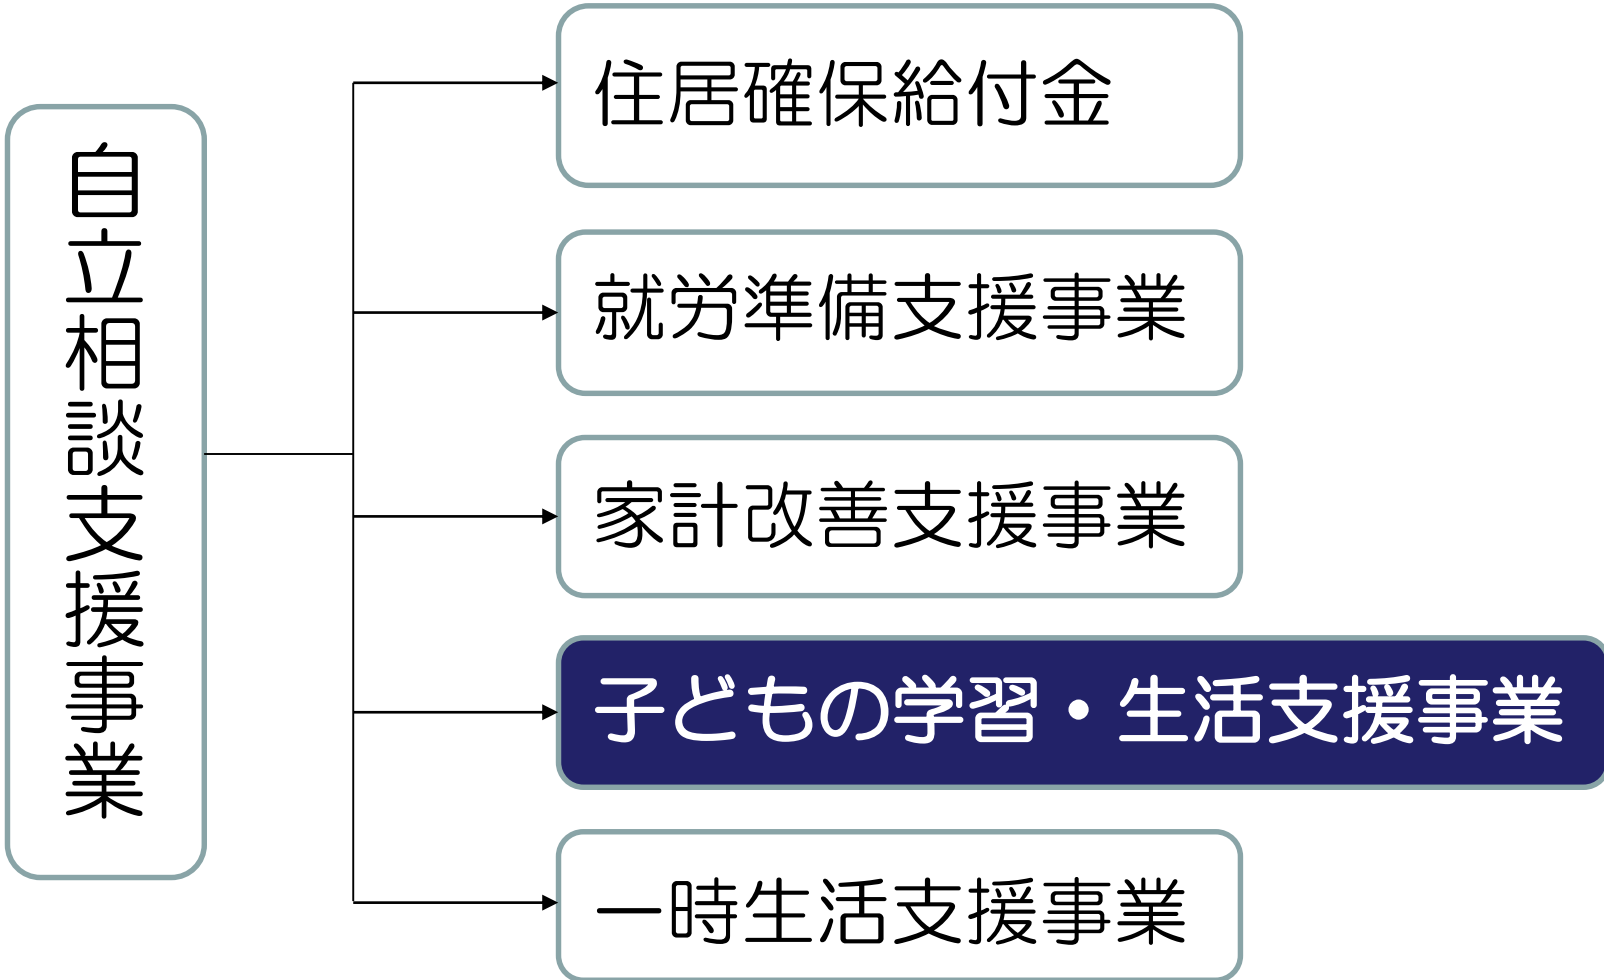 自立相談支援事業
住居確保給付金
就労準備支援事業
家計改善支援事業
子どもの学習・生活支援事業
一時生活支援事業